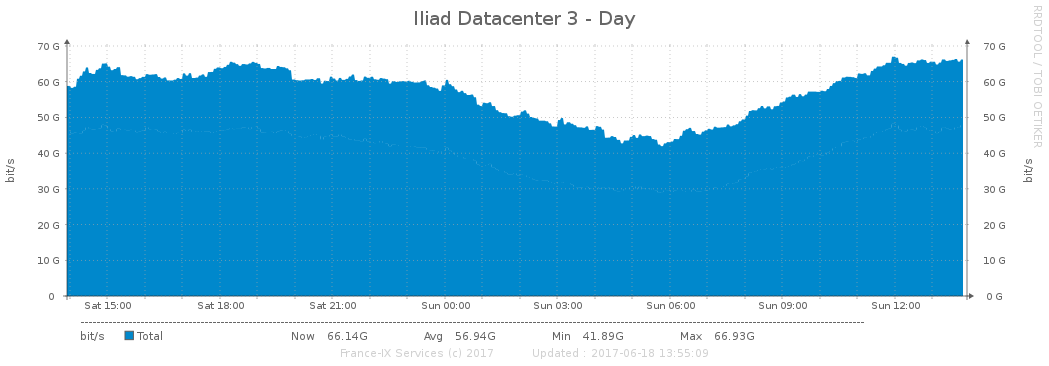 Iliad Datacenter 3 - Day
RRDTOOL / TOBI OETIKER
70 G 70 G
60 G 60 G
50 G 50 G
40 G 40 G
30 G 30 G
20 G 20 G
10 G 10 G
0 0 G
bit/s bit/s
Sat 15:00 Sat 18:00 Sat 21:00 Sun 00:00 Sun 03:00 Sun 06:00 Sun 09:00 Sun 12:00
bit/s Total Now 66.14G Avg 56.94G Min 41.89G Max 66.93G
France-IX Services (c) 2017 Updated : 2017-06-18 13:55:09